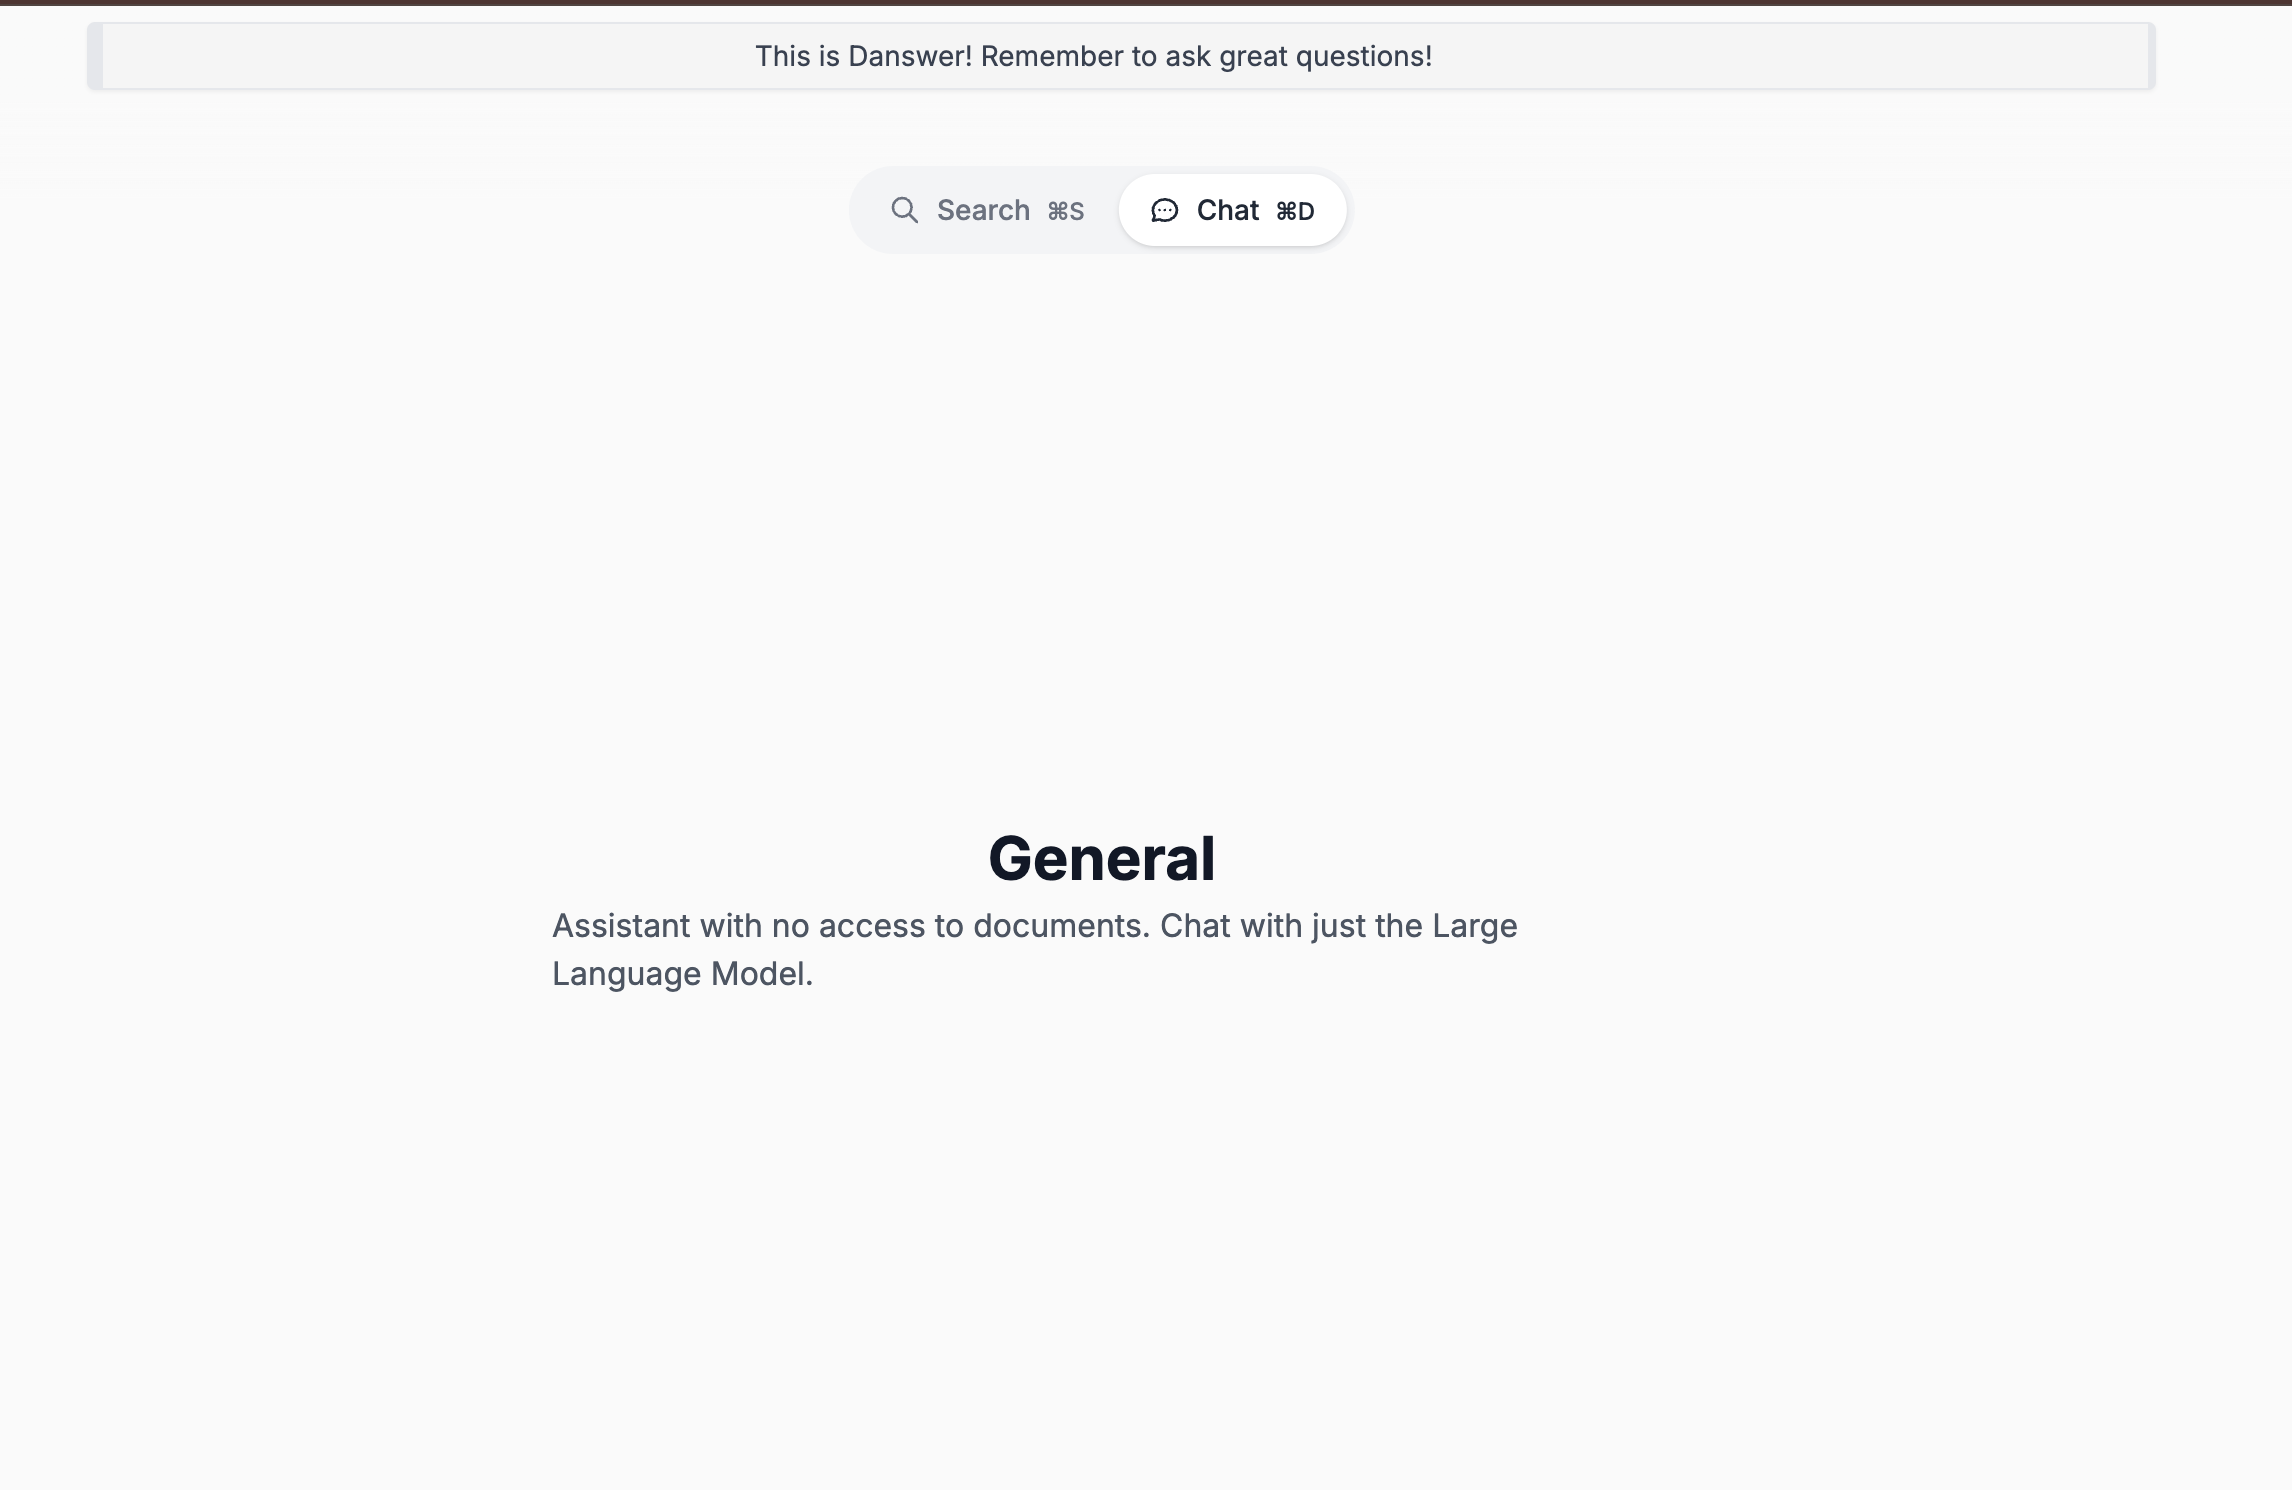 This is Danswer! Remember to ask great questions!
Search ⌘S
Chat ⌘D
General
Assistant with no access to documents. Chat with just the Large
Language Model.